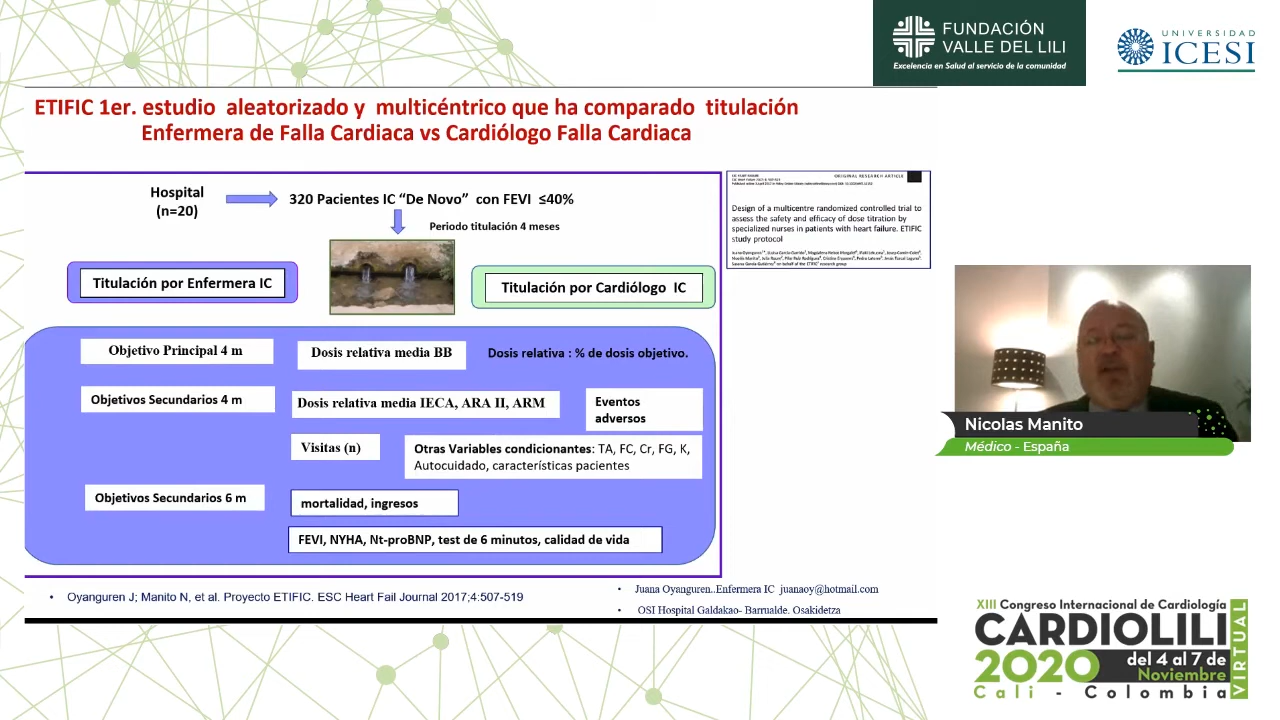 FUNDACIÓN
VALLE DEL LILI
Excelencia en Salud al servicio de la comunidad
UNIVERSIDAD
ICESI
ETIFIC 1er. estudio aleatorizado y multicéntrico que ha comparado titulación
Enfermera de Falla Cardiaca vs Cardiólogo Falla Cardiaca
Hospital
(n=20)
320 Pacientes IC “De Novo” con FEVI ≤40%
Periodo titulación 4 meses
Titulación por Enfermera IC
Titulación por Cardiólogo IC
ORIGINAL RESEARCH ARTICLE
Design of a multicentre randomized controlled trial to
assess the safety and efficacy of dose titration by
specialized nurses in patients with heart failure. ETIFIC
study protocol
Objetivo Principal 4 m
Dosis relativa media BB
Dosis relativa : % de dosis objetivo.
Objetivos Secundarios 4 m
Dosis relativa media IECA, ARA II, ARM
Eventos
adversos
Visitas (n)
Otras Variables condicionantes: TA, FC, Cr, FG, K,
Autocuidado, características pacientes
Objetivos Secundarios 6 m
mortalidad, ingresos
FEVI, NYHA, Nt-proBNP, test de 6 minutos, calidad de vida
• Oyanguren J; Manito N, et al. Proyecto ETIFIC. ESC Heart Fail Journal 2017;4:507-519
• Juana Oyanguren..Enfermera IC juanaoy@hotmail.com
• OSI Hospital Galdakao- Barrualde. Osakidetza
Nicolas Manito
Médico - España
XIII Congreso Internacional de Cardiología
CARDIOLILI
2020
del 4 al 7 de
Noviembre
Cali - Colombia
VIRTUAL